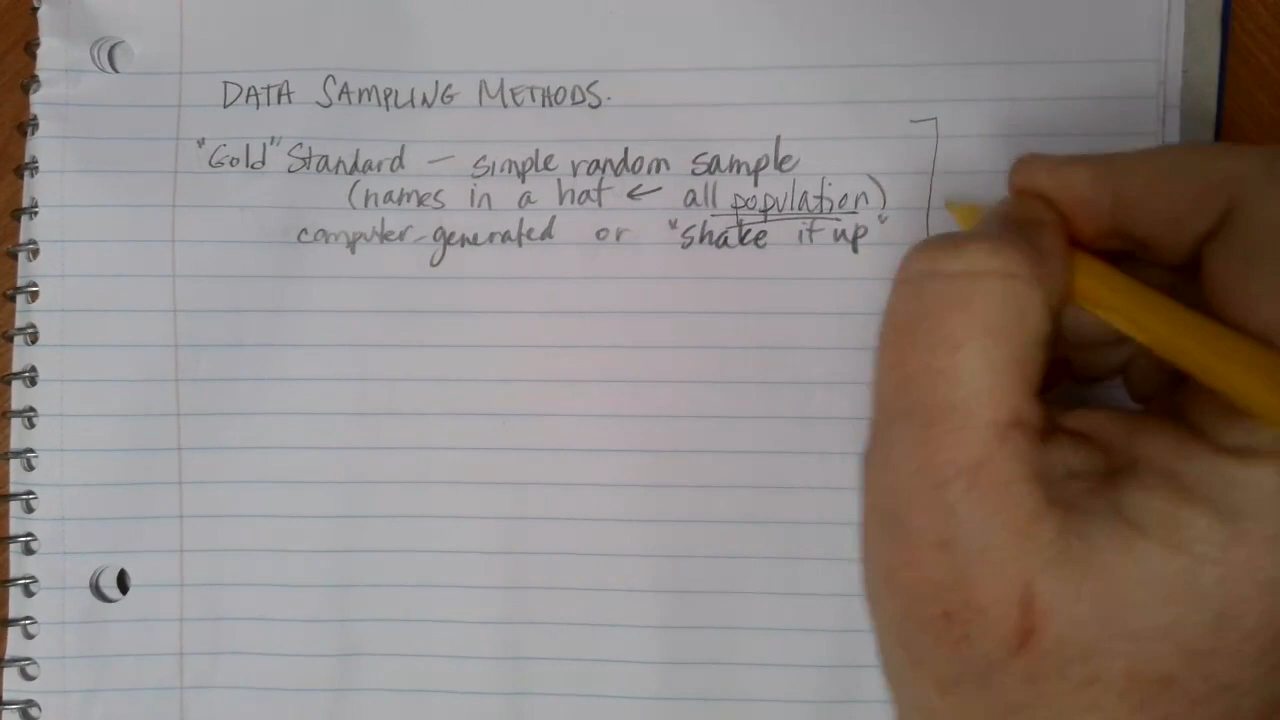 DATA SAMPLING METHODS.
"Gold" Standard — simple random sample
(names in a hat ← all population)
computer-generated or "shake it up"